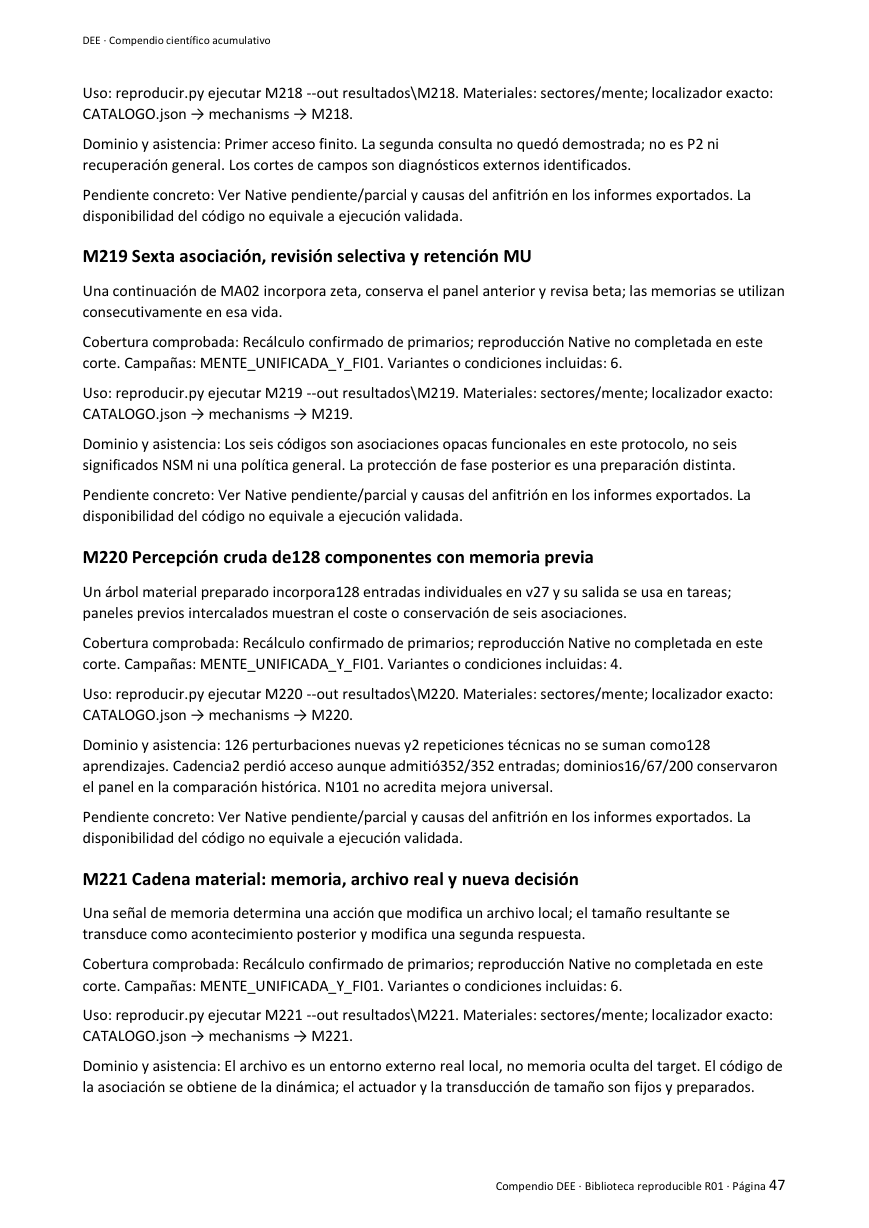 DEE · Compendio científico acumulativo
Uso: reproducir.py ejecutar M218 --out resultados\M218. Materiales: sectores/mente; localizador exacto:
CATALOGO.json → mechanisms → M218.
Dominio y asistencia: Primer acceso finito. La segunda consulta no quedó demostrada; no es P2 ni
recuperación general. Los cortes de campos son diagnósticos externos identificados.
Pendiente concreto: Ver Native pendiente/parcial y causas del anfitrión en los informes exportados. La
disponibilidad del código no equivale a ejecución validada.
M219 Sexta asociación, revisión selectiva y retención MU
Una continuación de MA02 incorpora zeta, conserva el panel anterior y revisa beta; las memorias se utilizan
consecutivamente en esa vida.
Cobertura comprobada: Recálculo confirmado de primarios; reproducción Native no completada en este
corte. Campañas: MENTE_UNIFICADA_Y_FI01. Variantes o condiciones incluidas: 6.
Uso: reproducir.py ejecutar M219 --out resultados\M219. Materiales: sectores/mente; localizador exacto:
CATALOGO.json → mechanisms → M219.
Dominio y asistencia: Los seis códigos son asociaciones opacas funcionales en este protocolo, no seis
significados NSM ni una política general. La protección de fase posterior es una preparación distinta.
Pendiente concreto: Ver Native pendiente/parcial y causas del anfitrión en los informes exportados. La
disponibilidad del código no equivale a ejecución validada.
M220 Percepción cruda de128 componentes con memoria previa
Un árbol material preparado incorpora128 entradas individuales en v27 y su salida se usa en tareas;
paneles previos intercalados muestran el coste o conservación de seis asociaciones.
Cobertura comprobada: Recálculo confirmado de primarios; reproducción Native no completada en este
corte. Campañas: MENTE_UNIFICADA_Y_FI01. Variantes o condiciones incluidas: 4.
Uso: reproducir.py ejecutar M220 --out resultados\M220. Materiales: sectores/mente; localizador exacto:
CATALOGO.json → mechanisms → M220.
Dominio y asistencia: 126 perturbaciones nuevas y2 repeticiones técnicas no se suman como128
aprendizajes. Cadencia2 perdió acceso aunque admitió352/352 entradas; dominios16/67/200 conservaron
el panel en la comparación histórica. N101 no acredita mejora universal.
Pendiente concreto: Ver Native pendiente/parcial y causas del anfitrión en los informes exportados. La
disponibilidad del código no equivale a ejecución validada.
M221 Cadena material: memoria, archivo real y nueva decisión
Una señal de memoria determina una acción que modifica un archivo local; el tamaño resultante se
transduce como acontecimiento posterior y modifica una segunda respuesta.
Cobertura comprobada: Recálculo confirmado de primarios; reproducción Native no completada en este
corte. Campañas: MENTE_UNIFICADA_Y_FI01. Variantes o condiciones incluidas: 6.
Uso: reproducir.py ejecutar M221 --out resultados\M221. Materiales: sectores/mente; localizador exacto:
CATALOGO.json → mechanisms → M221.
Dominio y asistencia: El archivo es un entorno externo real local, no memoria oculta del target. El código de
la asociación se obtiene de la dinámica; el actuador y la transducción de tamaño son fijos y preparados.
Compendio DEE · Biblioteca reproducible R01 · Página 47